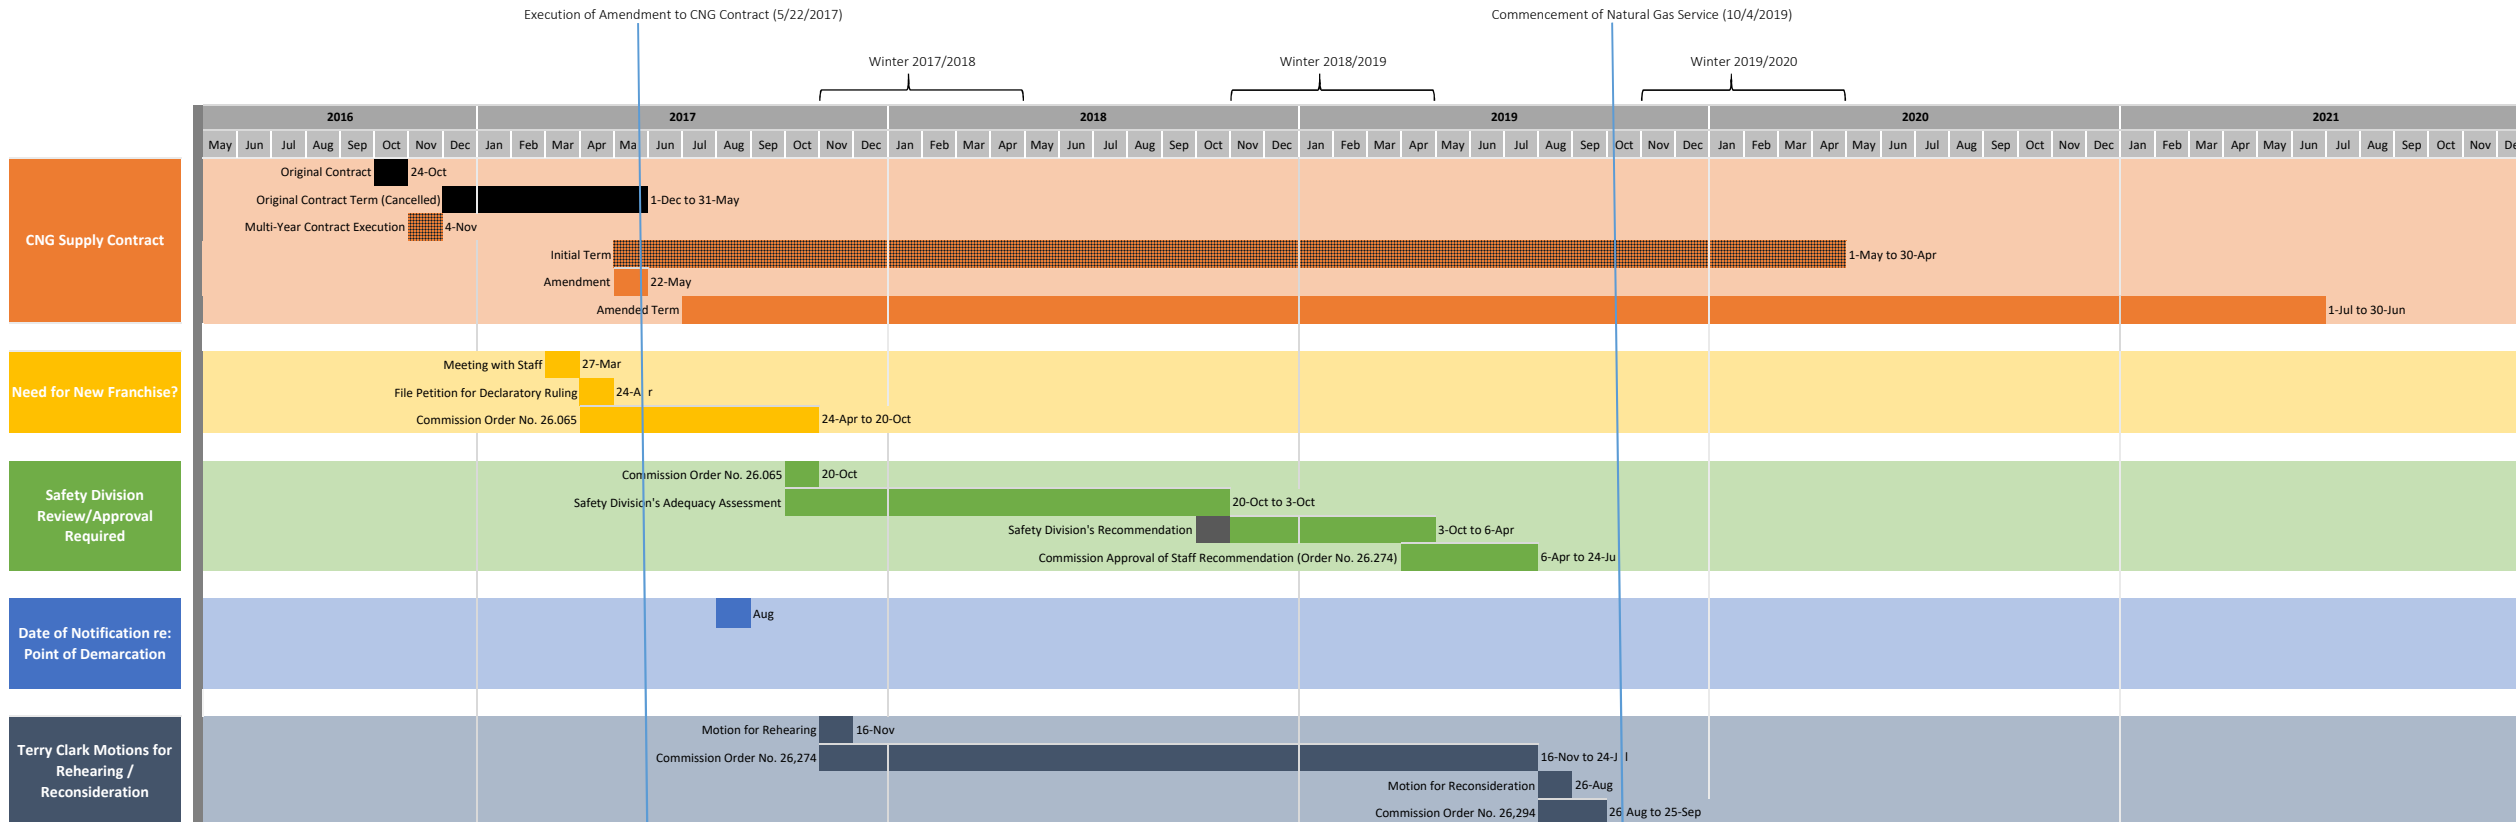 Execution of Amendment to CNG Contract (5/22/2017)
Commencement of Natural Gas Service (10/4/2019)
Winter 2017/2018
Winter 2018/2019
Winter 2019/2020
2016 2017 2018 2019 2020 2021
May Jun Jul Aug Sep Oct Nov Dec Jan Feb Mar Apr Ma Jun Jul Aug Sep Oct Nov Dec Jan Feb Mar Apr May Jun Jul Aug Sep Oct Nov Dec Jan Feb Mar Apr May Jun Jul Aug Sep Oct Nov Dec Jan Feb Mar Apr May Jun Jul Aug Sep Oct Nov Dec Jan Feb Mar Apr May Jun Jul Aug Sep Oct Nov De
CNG Supply Contract
Original Contract 24-Oct
Original Contract Term (Cancelled) 1-Dec to 31-May
Multi-Year Contract Execution 4-Nov
Initial Term 1-May to 30-Apr
Amendment 22-May
Amended Term 1-Jul to 30-Jun
Need for New Franchise?
Meeting with Staff 27-Mar
File Petition for Declaratory Ruling 24-A r
Commission Order No. 26.065 24-Apr to 20-Oct
Safety Division
Review/Approval
Required
Commission Order No. 26.065 20-Oct
Safety Division's Adequacy Assessment 20-Oct to 3-Oct
Safety Division's Recommendation 3-Oct to 6-Apr
Commission Approval of Staff Recommendation (Order No. 26.274) 6-Apr to 24-Ju
Date of Notification re:
Point of Demarcation
Aug
Terry Clark Motions for
Rehearing /
Reconsideration
Motion for Rehearing 16-Nov
Commission Order No. 26,274 16-Nov to 24-J l
Motion for Reconsideration 26-Aug
Commission Order No. 26,294 26 Aug to 25-Sep